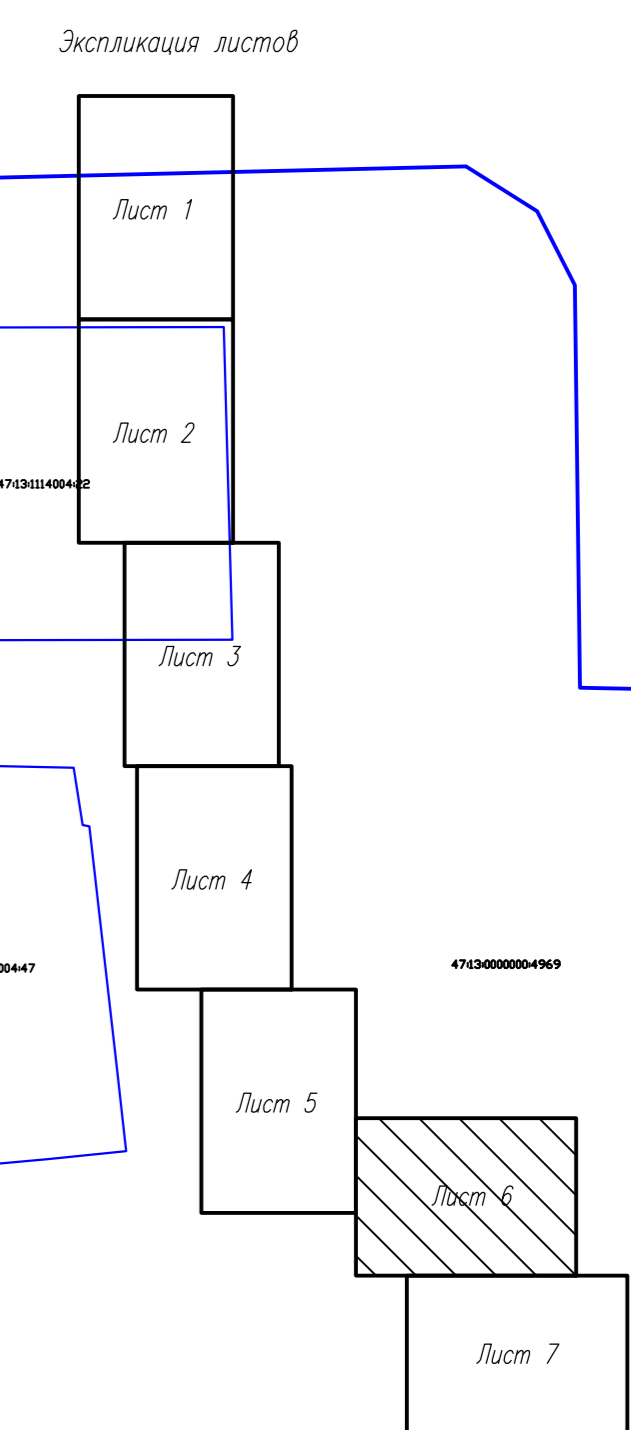 Экспликация листов
Лист 1
Лист 2
47:13:1114004:22
Лист 3
Лист 4
47:13:0000000:4969
004:47
Лист 5
Лист 6
Лист 7